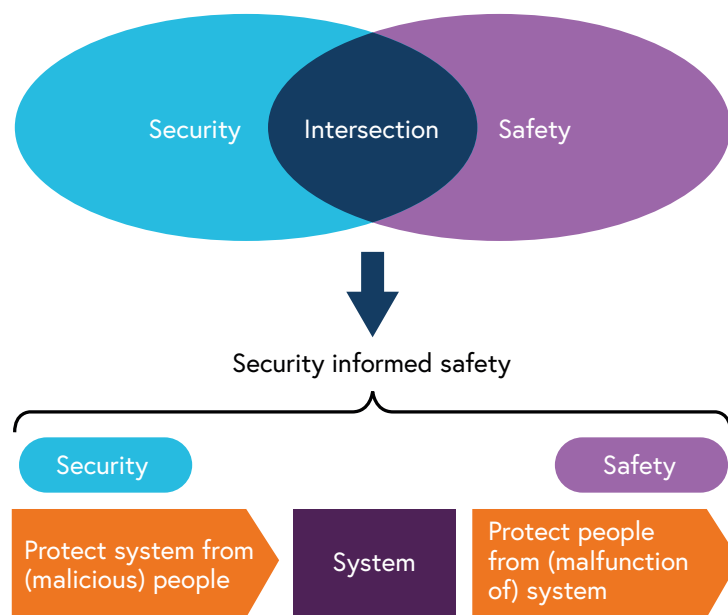 Security
Intersection
Safety
Security informed safety
Security
Safety
Protect system from
(malicious) people
System
Protect people
from (malfunction
of) system